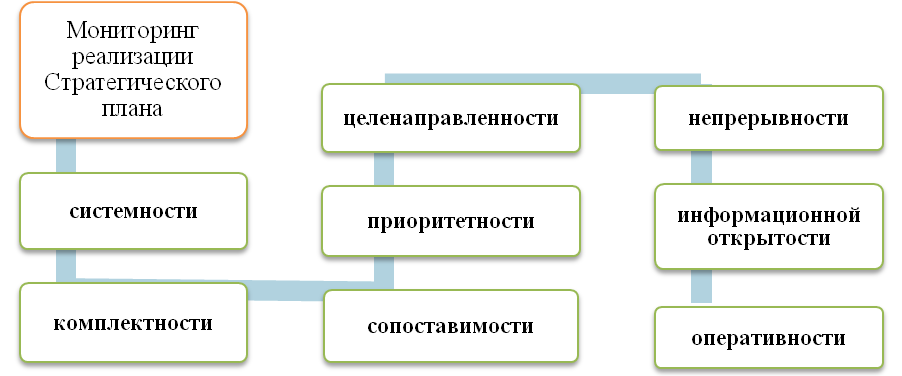 Мониторинг
реализации
Стратегического
плана
системности
комплектности
сопоставимости
приоритетности
целенаправленности
непрерывности
информационной
открытости
оперативности